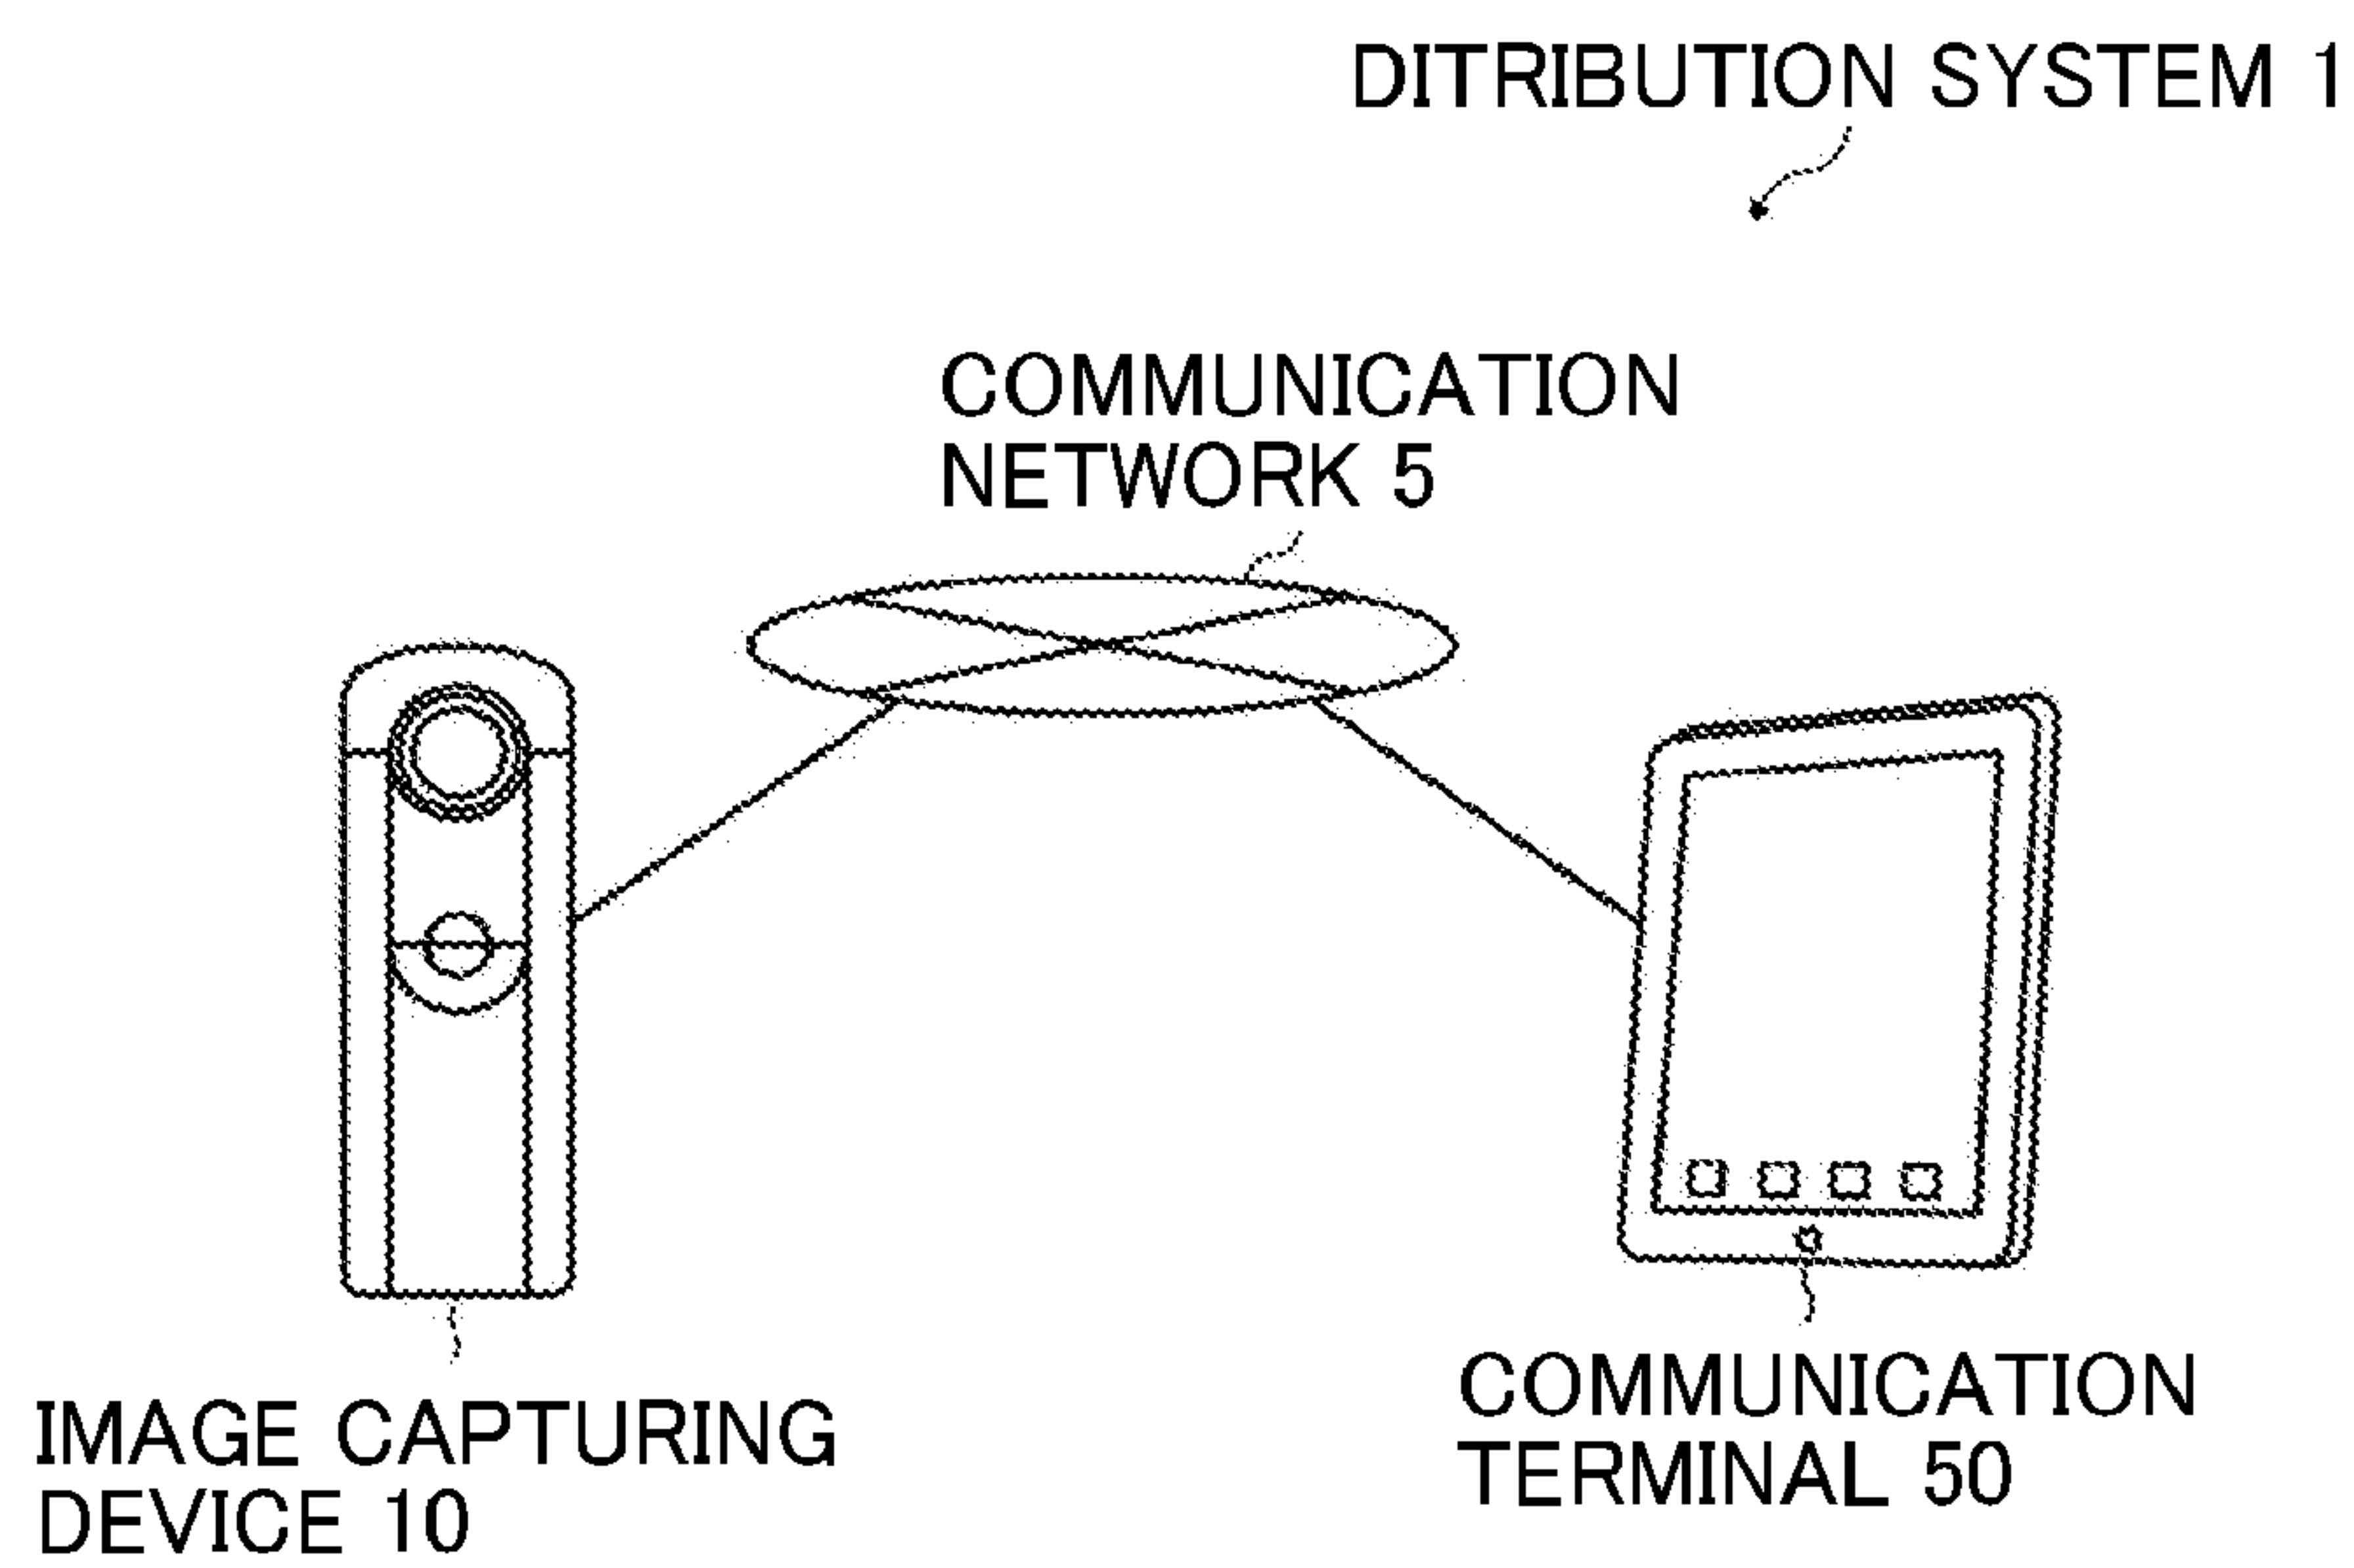 DITRIBUTION SYSTEM 1
COMMUNICATION
NETWORK 5
IMAGE CAPTURING
DEVICE 10
COMMUNICATION
TERMINAL 50